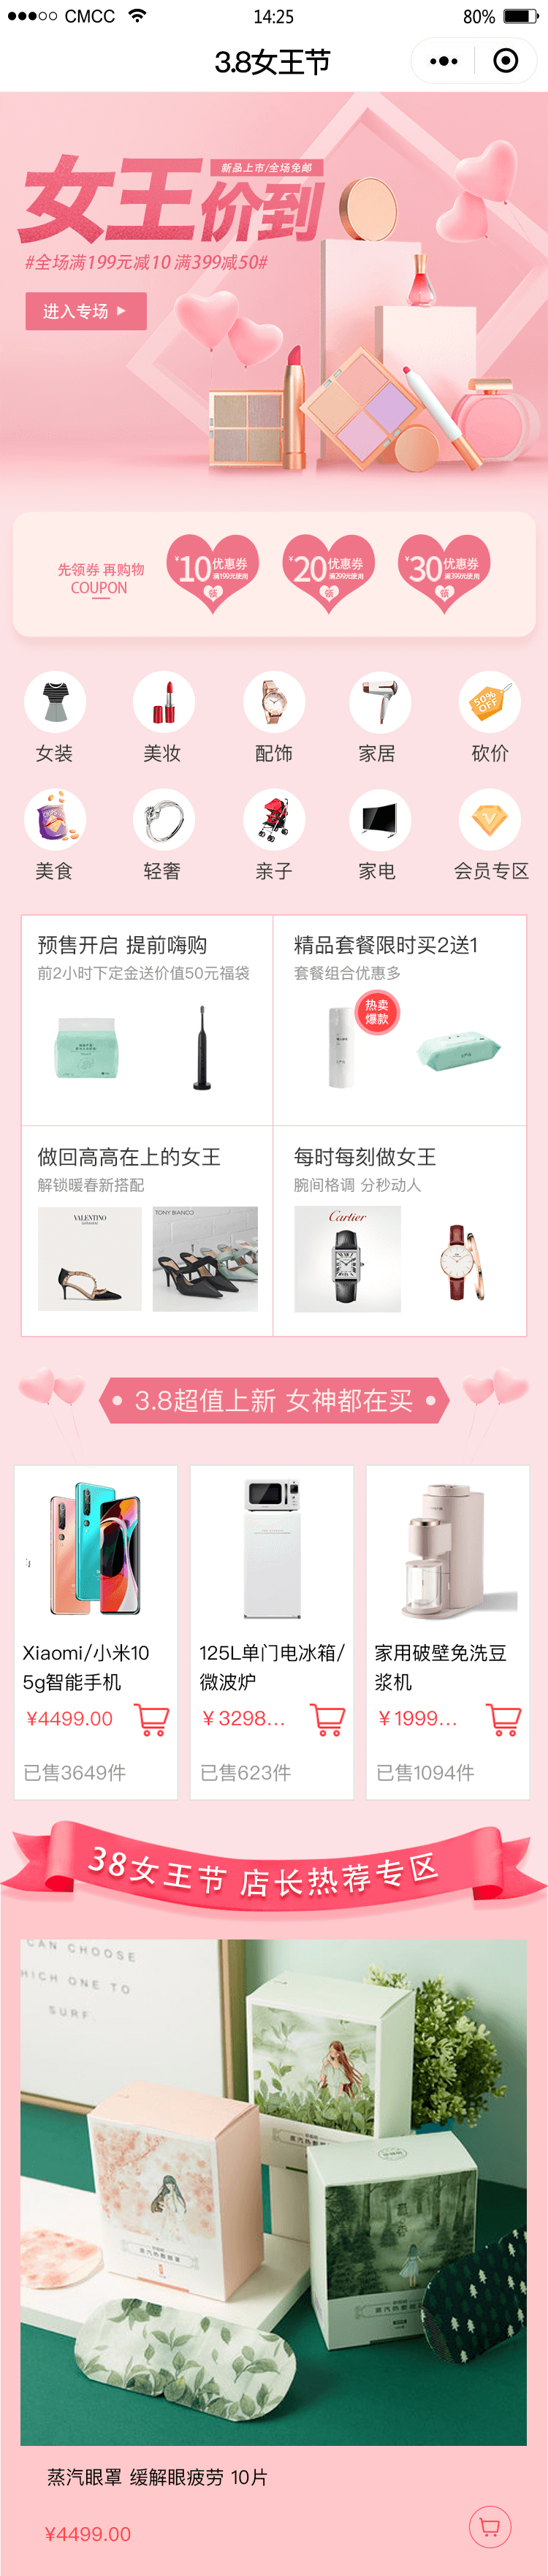 CMCC
14:25
80%
3.8女王节
女王价到
新品上市/全场免邮
#全场满199元减10 满399减50#
进入专场
先领券 再购物
COUPON
¥10优惠券
满199元使用
领
¥20优惠券
满299元使用
领
¥30优惠券
满399元使用
领
50% OFF
女装
美妆
配饰
家居
砍价
美食
轻奢
亲子
家电
会员专区
预售开启 提前嗨购
前2小时下定金送价值50元福袋
精品套餐限时买2送1
套餐组合优惠多
热卖
爆款
做回高高在上的女王
解锁暖春新搭配
VALENTINO
TONY BIANCO
每时每刻做女王
腕间格调 分秒动人
Cartier
3.8超值上新 女神都在买
Xiaomi/小米10
5g智能手机
¥4499.00
已售3649件
125L单门电冰箱/
微波炉
¥3298...
已售623件
家用破壁免洗豆
浆机
¥1999...
已售1094件
38女王节 店长热荐专区
CAN CHOOSE
HICH ONE TO
SURF.
蒸汽热敷眼罩
蒸汽眼罩 缓解眼疲劳 10片
¥4499.00